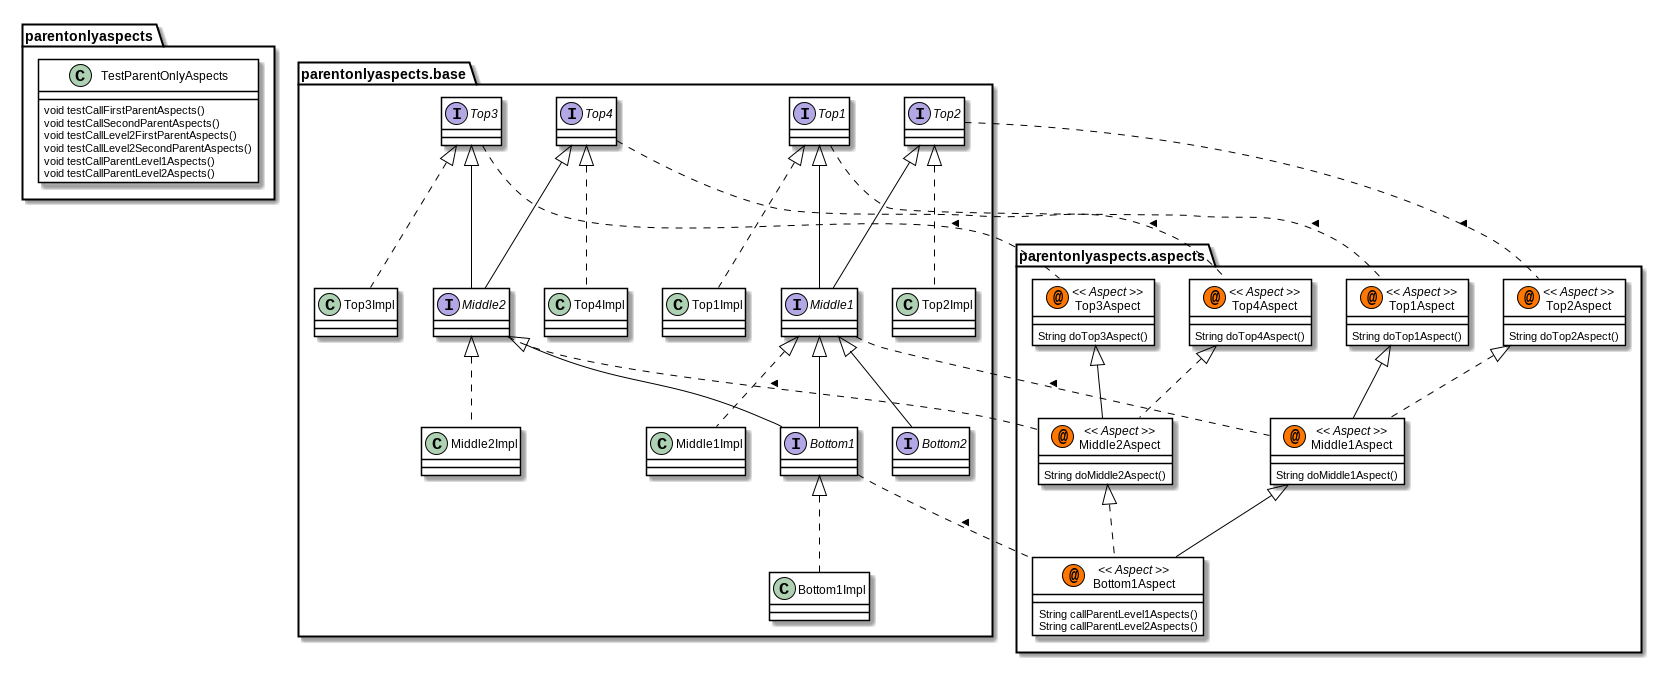 parentonlyaspects
C TestParentOnlyAspects
void testCallFirstParentAspects()
void testCallSecondParentAspects()
void testCallLevel2FirstParentAspects()
void testCallLevel2SecondParentAspects()
void testCallParentLevel1Aspects()
void testCallParentLevel2Aspects()
parentonlyaspects.base
I Top3
I Top4
I Top1
I Top2
C Top3Impl
I Middle2
C Top4Impl
C Top1Impl
I Middle1
C Top2Impl
C Middle2Impl
C Middle1Impl
I Bottom1
I Bottom2
C Bottom1Impl
parentonlyaspects.aspects
@ << Aspect >>
Top3Aspect
String doTop3Aspect()
@ << Aspect >>
Top4Aspect
String doTop4Aspect()
@ << Aspect >>
Top1Aspect
String doTop1Aspect()
@ << Aspect >>
Top2Aspect
String doTop2Aspect()
@ << Aspect >>
Middle2Aspect
String doMiddle2Aspect()
@ << Aspect >>
Middle1Aspect
String doMiddle1Aspect()
@ << Aspect >>
Bottom1Aspect
String callParentLevel1Aspects()
String callParentLevel2Aspects()